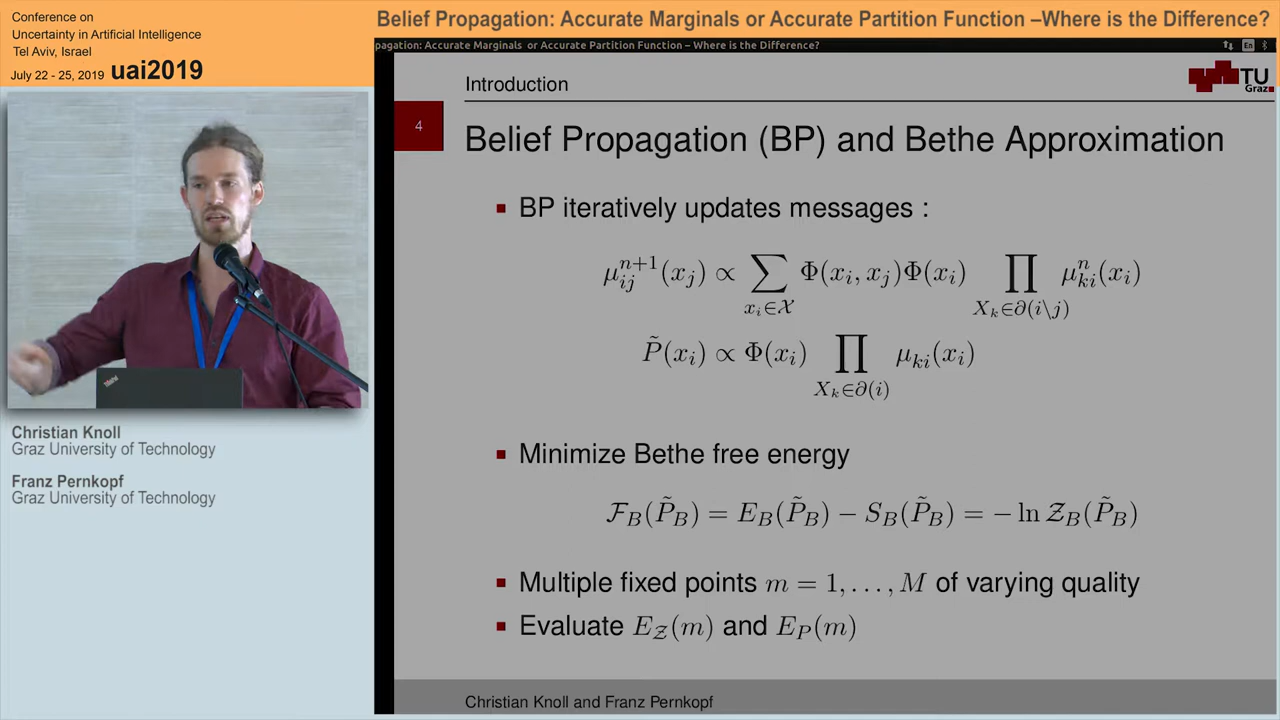 Conference on
Uncertainty in Artificial Intelligence
Tel Aviv, Israel
July 22 - 25, 2019 uai2019
Belief Propagation: Accurate Marginals or Accurate Partition Function –Where is the Difference?
pagation: Accurate Marginals or Accurate Partition Function – Where is the Difference?
En
Introduction
TU
Graz
4
Belief Propagation (BP) and Bethe Approximation
▪ BP iteratively updates messages :
μ_{ij}^{n+1}(x_j) ∝ ∑_{x_i∈𝒳} Φ(x_i, x_j)Φ(x_i) ∏_{X_k∈∂(i\j)} μ_{ki}^n(x_i)
P̃(x_i) ∝ Φ(x_i) ∏_{X_k∈∂(i)} μ_{ki}(x_i)
▪ Minimize Bethe free energy
ℱ_B(P̃_B) = E_B(P̃_B) − S_B(P̃_B) = − ln 𝒵_B(P̃_B)
▪ Multiple fixed points m = 1, . . . , M of varying quality
▪ Evaluate E_𝒵(m) and E_P(m)
Christian Knoll and Franz Pernkopf
ThinkPad
Christian Knoll
Graz University of Technology
Franz Pernkopf
Graz University of Technology